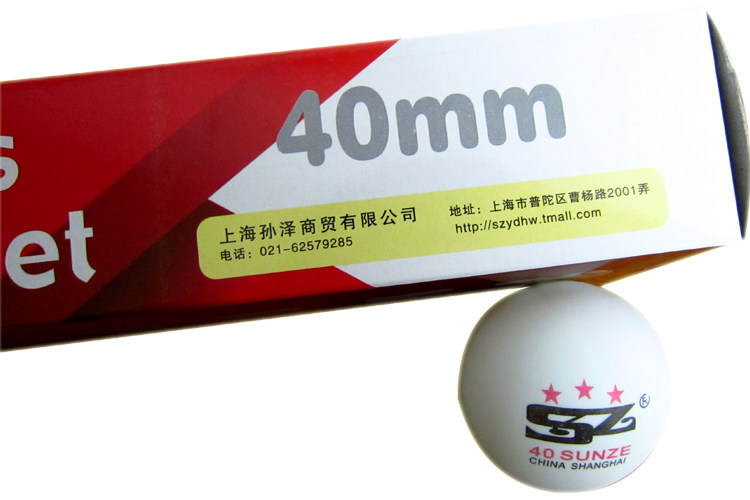 40mm
s
et
上海孙泽商贸有限公司
电话：021-62579285
地址：上海市普陀区曹杨路2001弄
http://szydhw.tmall.com
SZ®
40 SUNZE
CHINA SHANGHAI